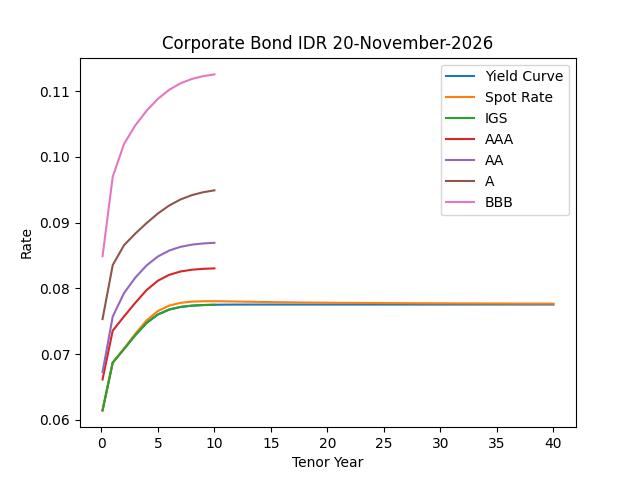 Corporate Bond IDR 20-November-2026
Yield Curve
Spot Rate
IGS
AAA
AA
A
BBB
0.11
0.10
0.09
0.08
0.07
0.06
Rate
0 5 10 15 20 25 30 35 40
Tenor Year